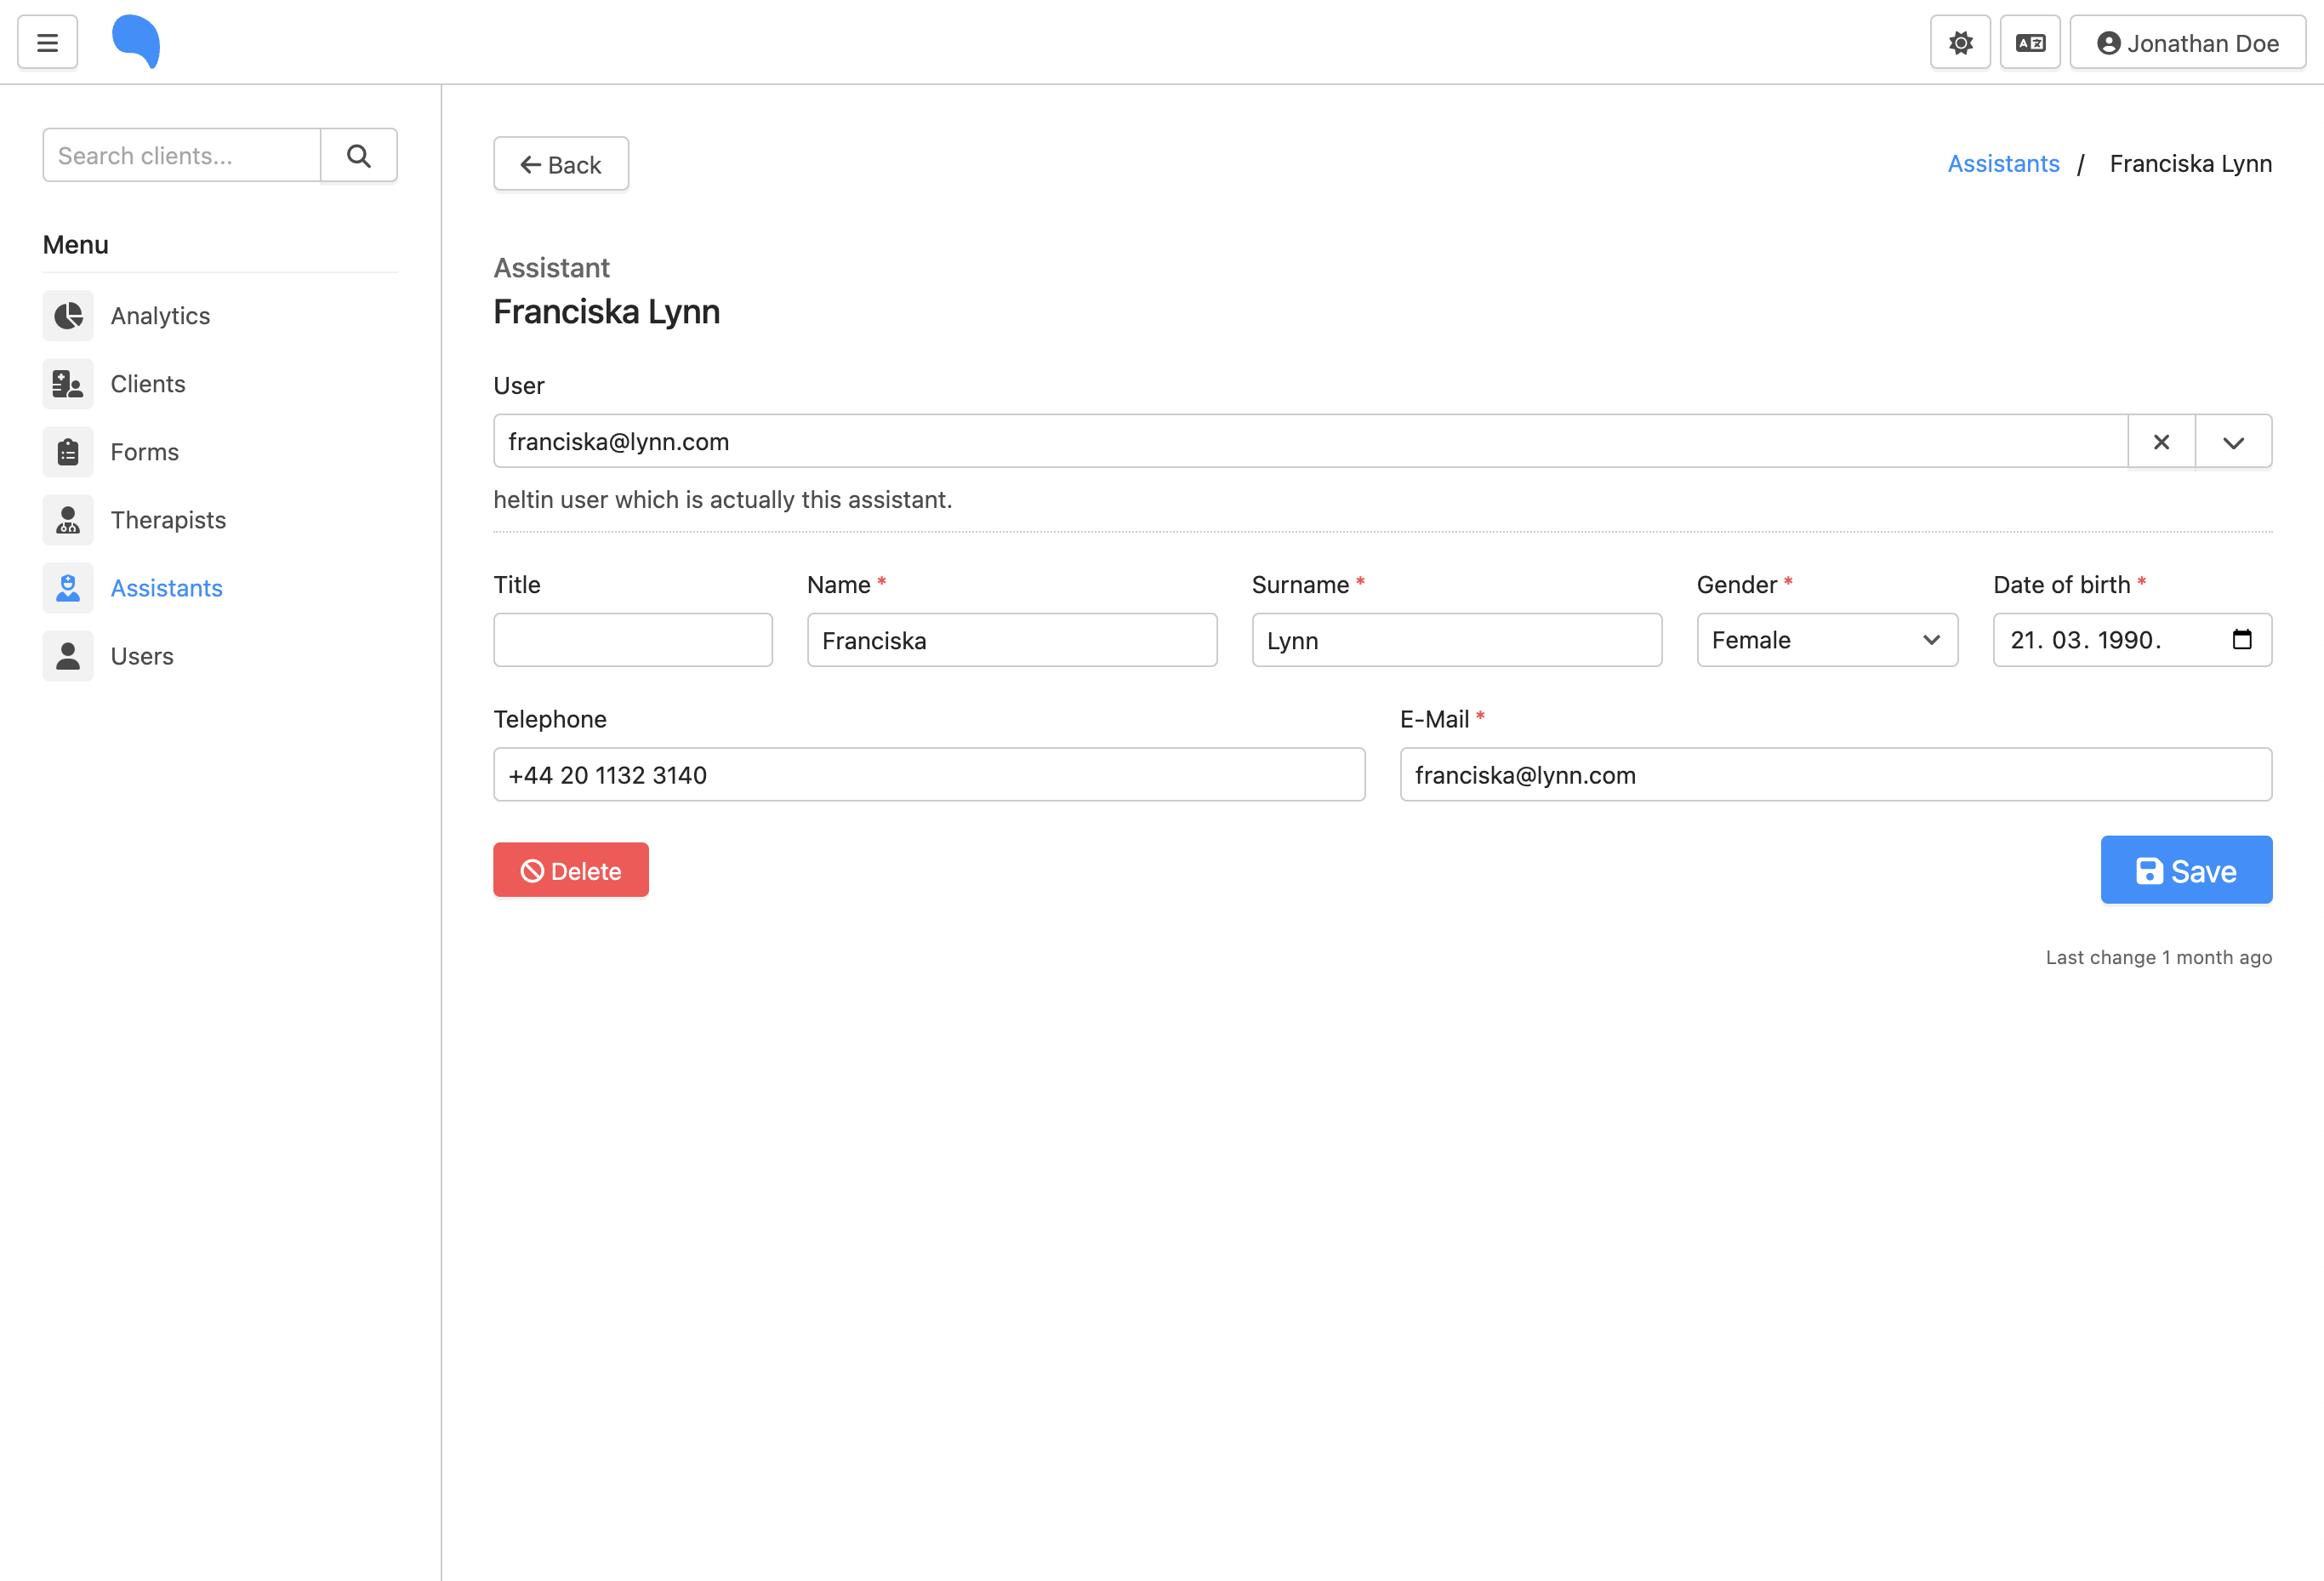 Jonathan Doe
Search clients...
Back
Assistants / Franciska Lynn
Menu
Analytics
Clients
Forms
Therapists
Assistants
Users
Assistant
Franciska Lynn
User
franciska@lynn.com
heltin user which is actually this assistant.
Title Name * Surname * Gender * Date of birth *
Franciska Lynn Female 21. 03. 1990.
Telephone E-Mail *
+44 20 1132 3140 franciska@lynn.com
Delete Save
Last change 1 month ago